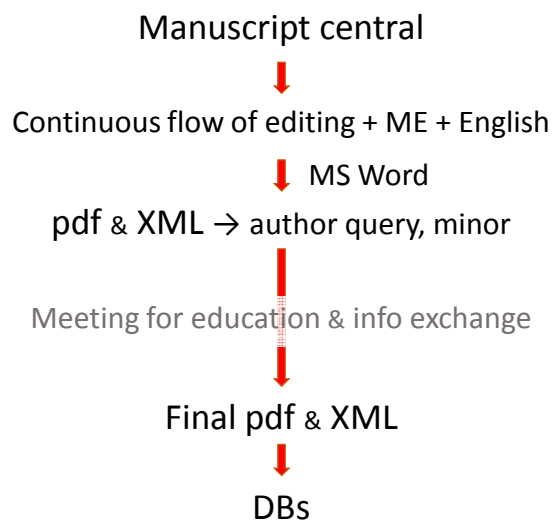 Manuscript central
Continuous flow of editing + ME + English
MS Word
pdf & XML → author query, minor
Meeting for education & info exchange
Final pdf & XML
DBs